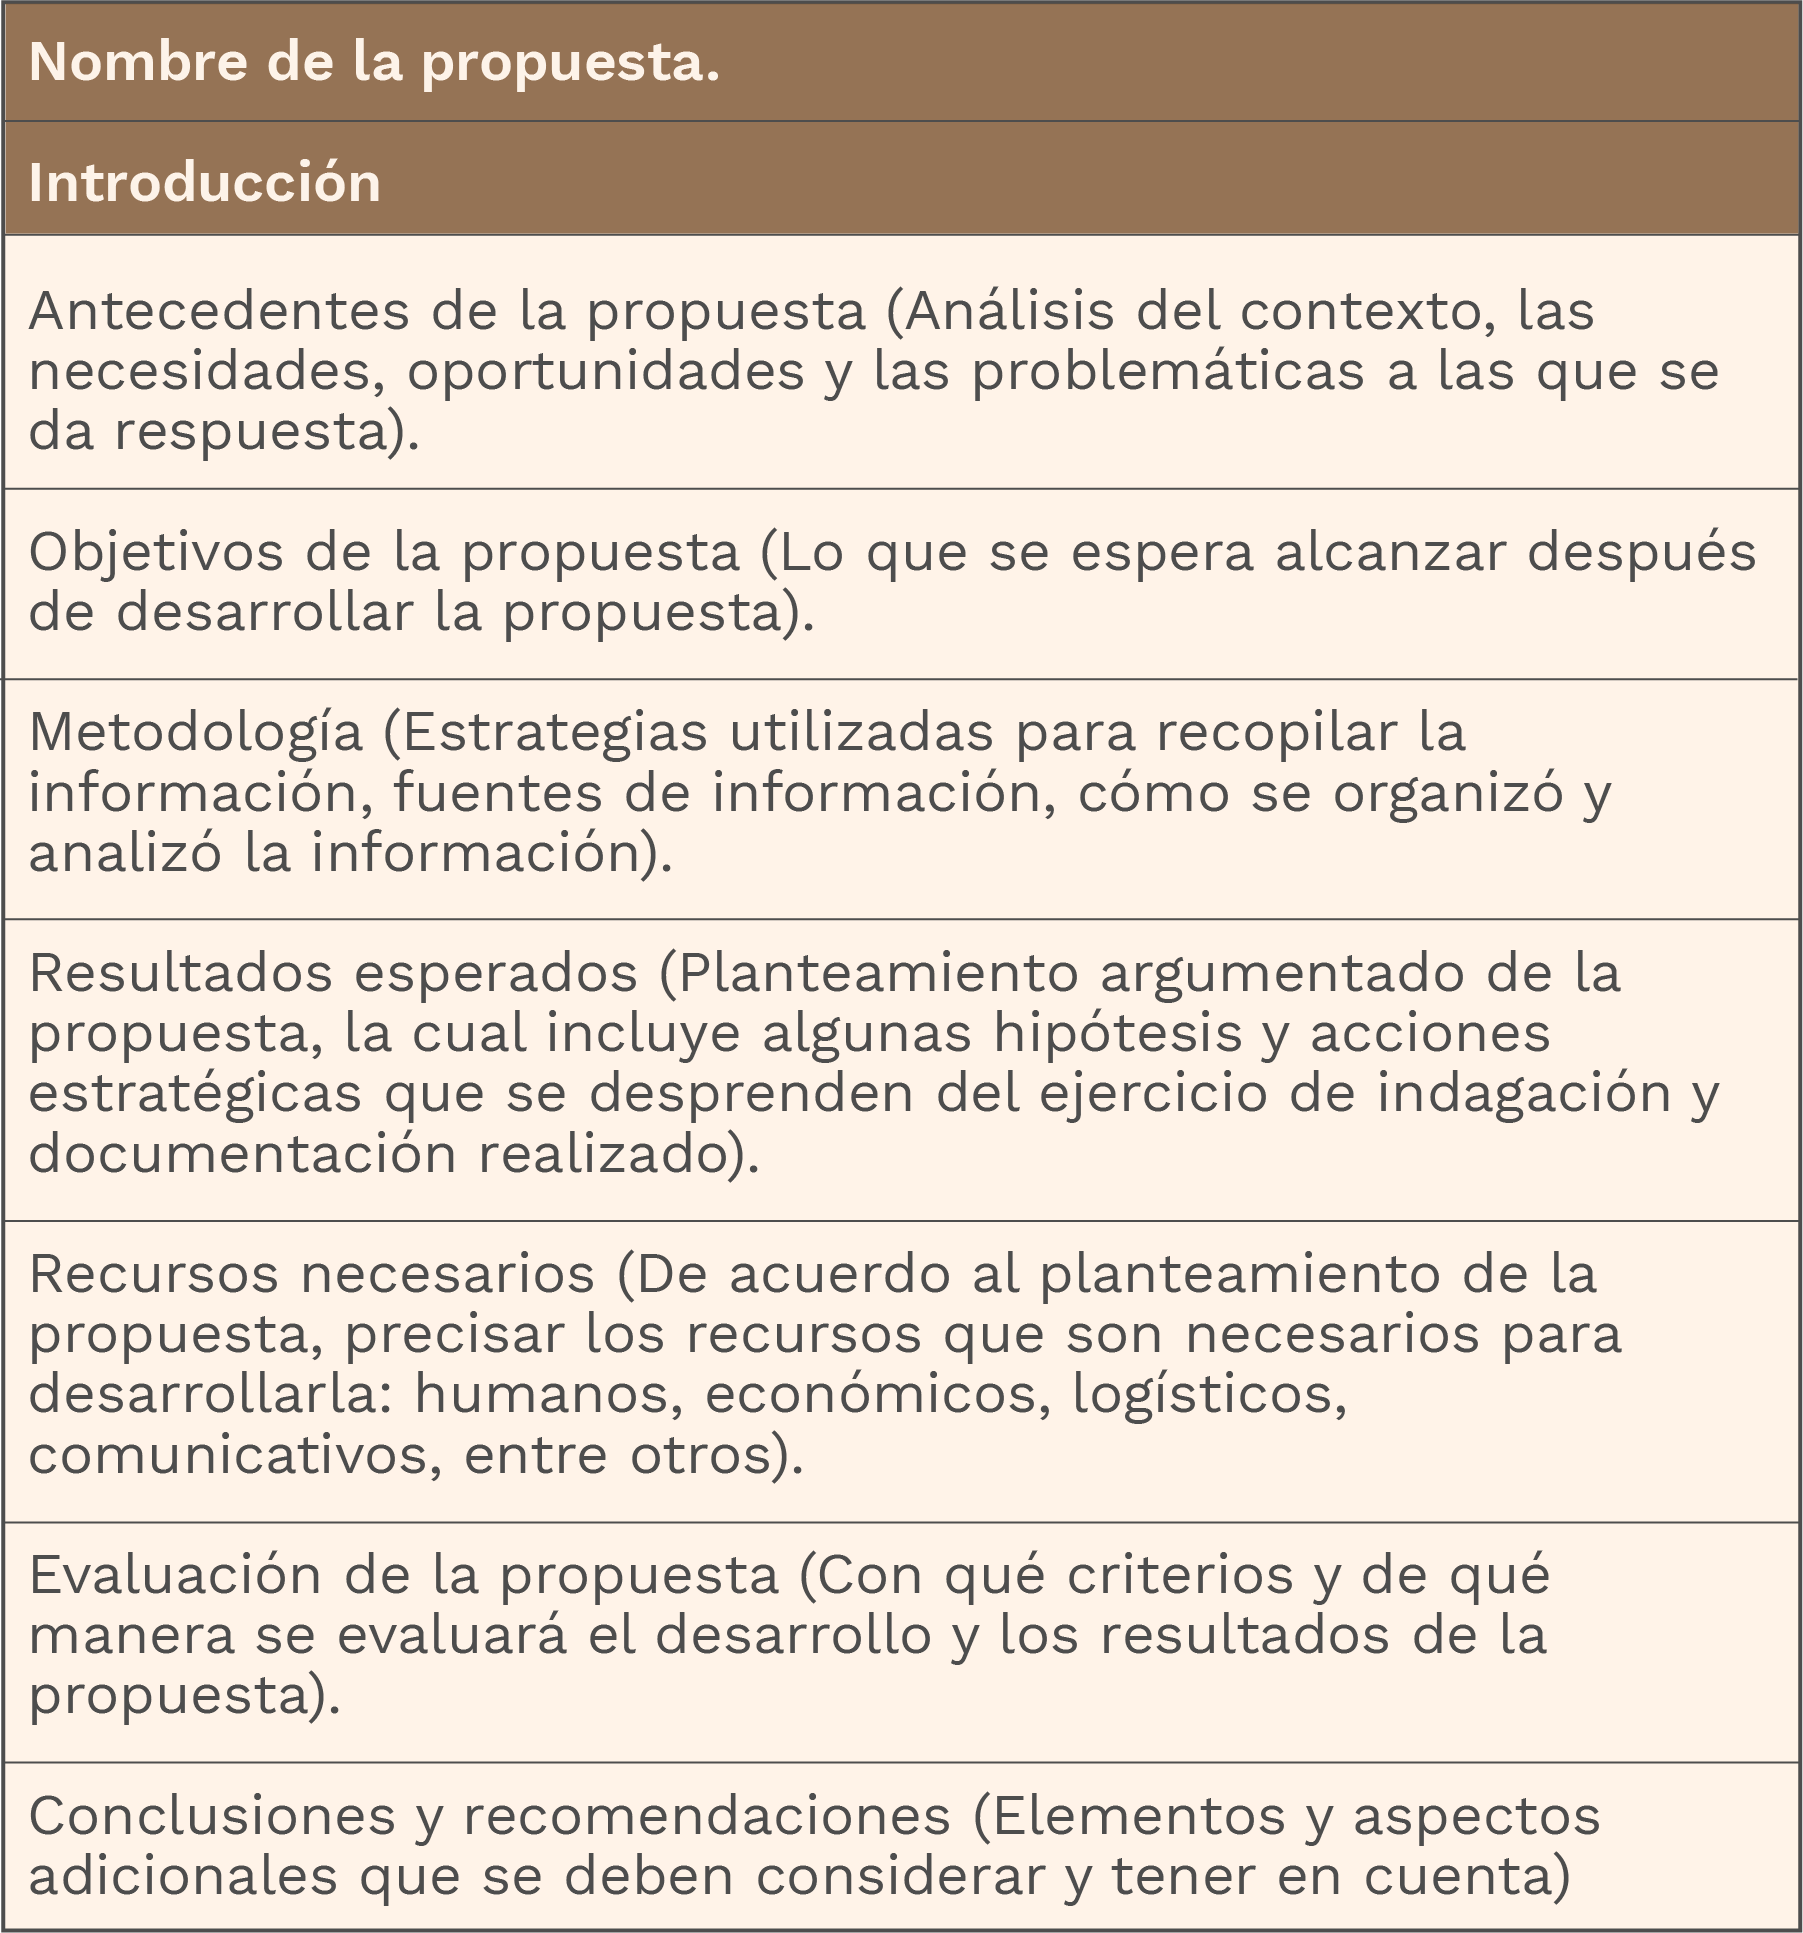 Nombre de la propuesta.
Introducción
Antecedentes de la propuesta (Análisis del contexto, las
necesidades, oportunidades y las problemáticas a las que se
da respuesta).
Objetivos de la propuesta (Lo que se espera alcanzar después
de desarrollar la propuesta).
Metodología (Estrategias utilizadas para recopilar la
información, fuentes de información, cómo se organizó y
analizó la información).
Resultados esperados (Planteamiento argumentado de la
propuesta, la cual incluye algunas hipótesis y acciones
estratégicas que se desprenden del ejercicio de indagación y
documentación realizado).
Recursos necesarios (De acuerdo al planteamiento de la
propuesta, precisar los recursos que son necesarios para
desarrollarla: humanos, económicos, logísticos,
comunicativos, entre otros).
Evaluación de la propuesta (Con qué criterios y de qué
manera se evaluará el desarrollo y los resultados de la
propuesta).
Conclusiones y recomendaciones (Elementos y aspectos
adicionales que se deben considerar y tener en cuenta)